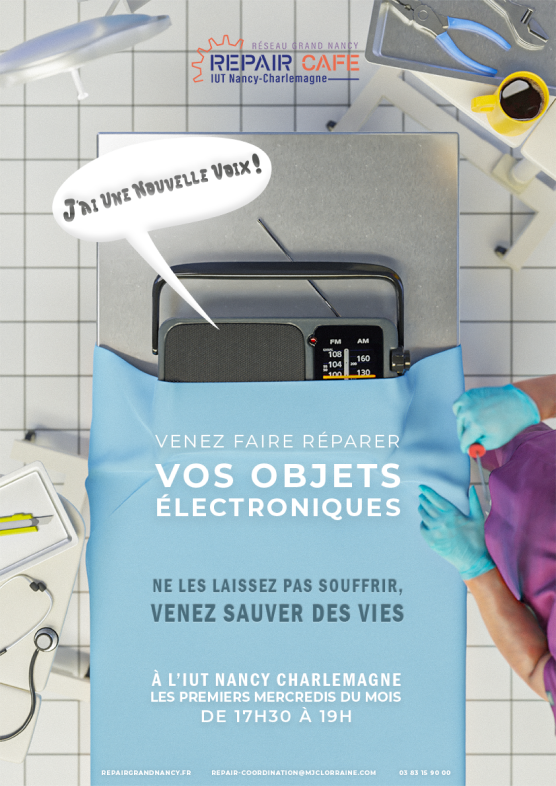 RÉSEAU GRAND NANCY
REPAIR CAFE
IUT Nancy-Charlemagne
J'ai Une Nouvelle Voix!
FM AM
108 160
104 130
100
VENEZ FAIRE RÉPARER
VOS OBJETS
ÉLECTRONIQUES
NE LES LAISSEZ PAS SOUFFRIR,
VENEZ SAUVER DES VIES
À L'IUT NANCY CHARLEMAGNE
LES PREMIERS MERCREDIS DU MOIS
DE 17H30 À 19H
REPAIRGRANDNANCY.FR REPAIR-COORDINATION@MJCLORRAINE.COM 03 83 15 90 00